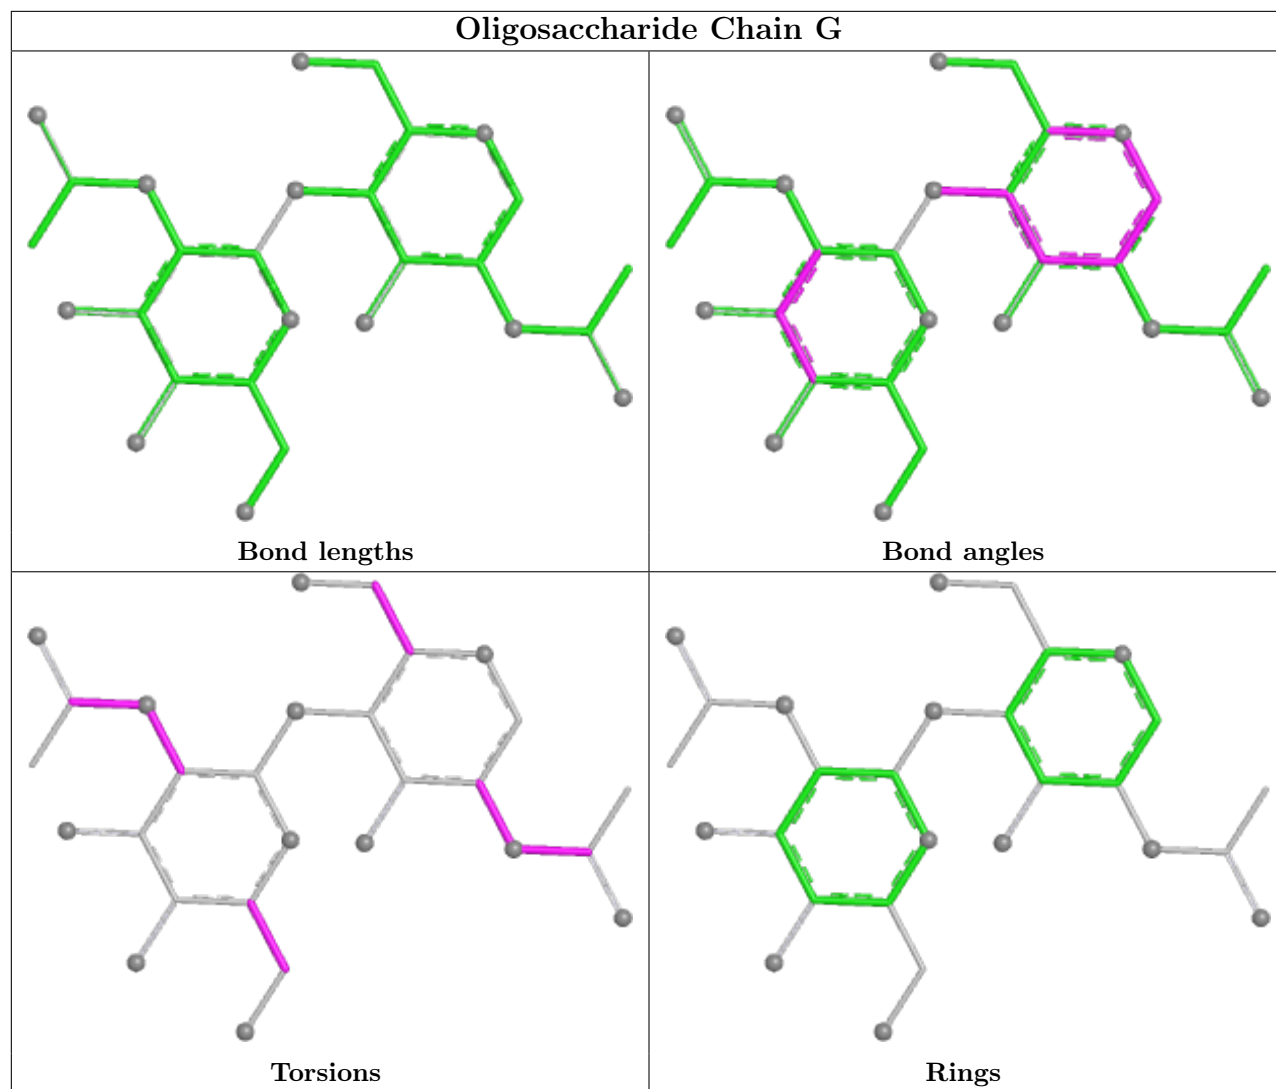 Oligosaccharide Chain G
Bond lengths
Bond angles
Torsions
Rings